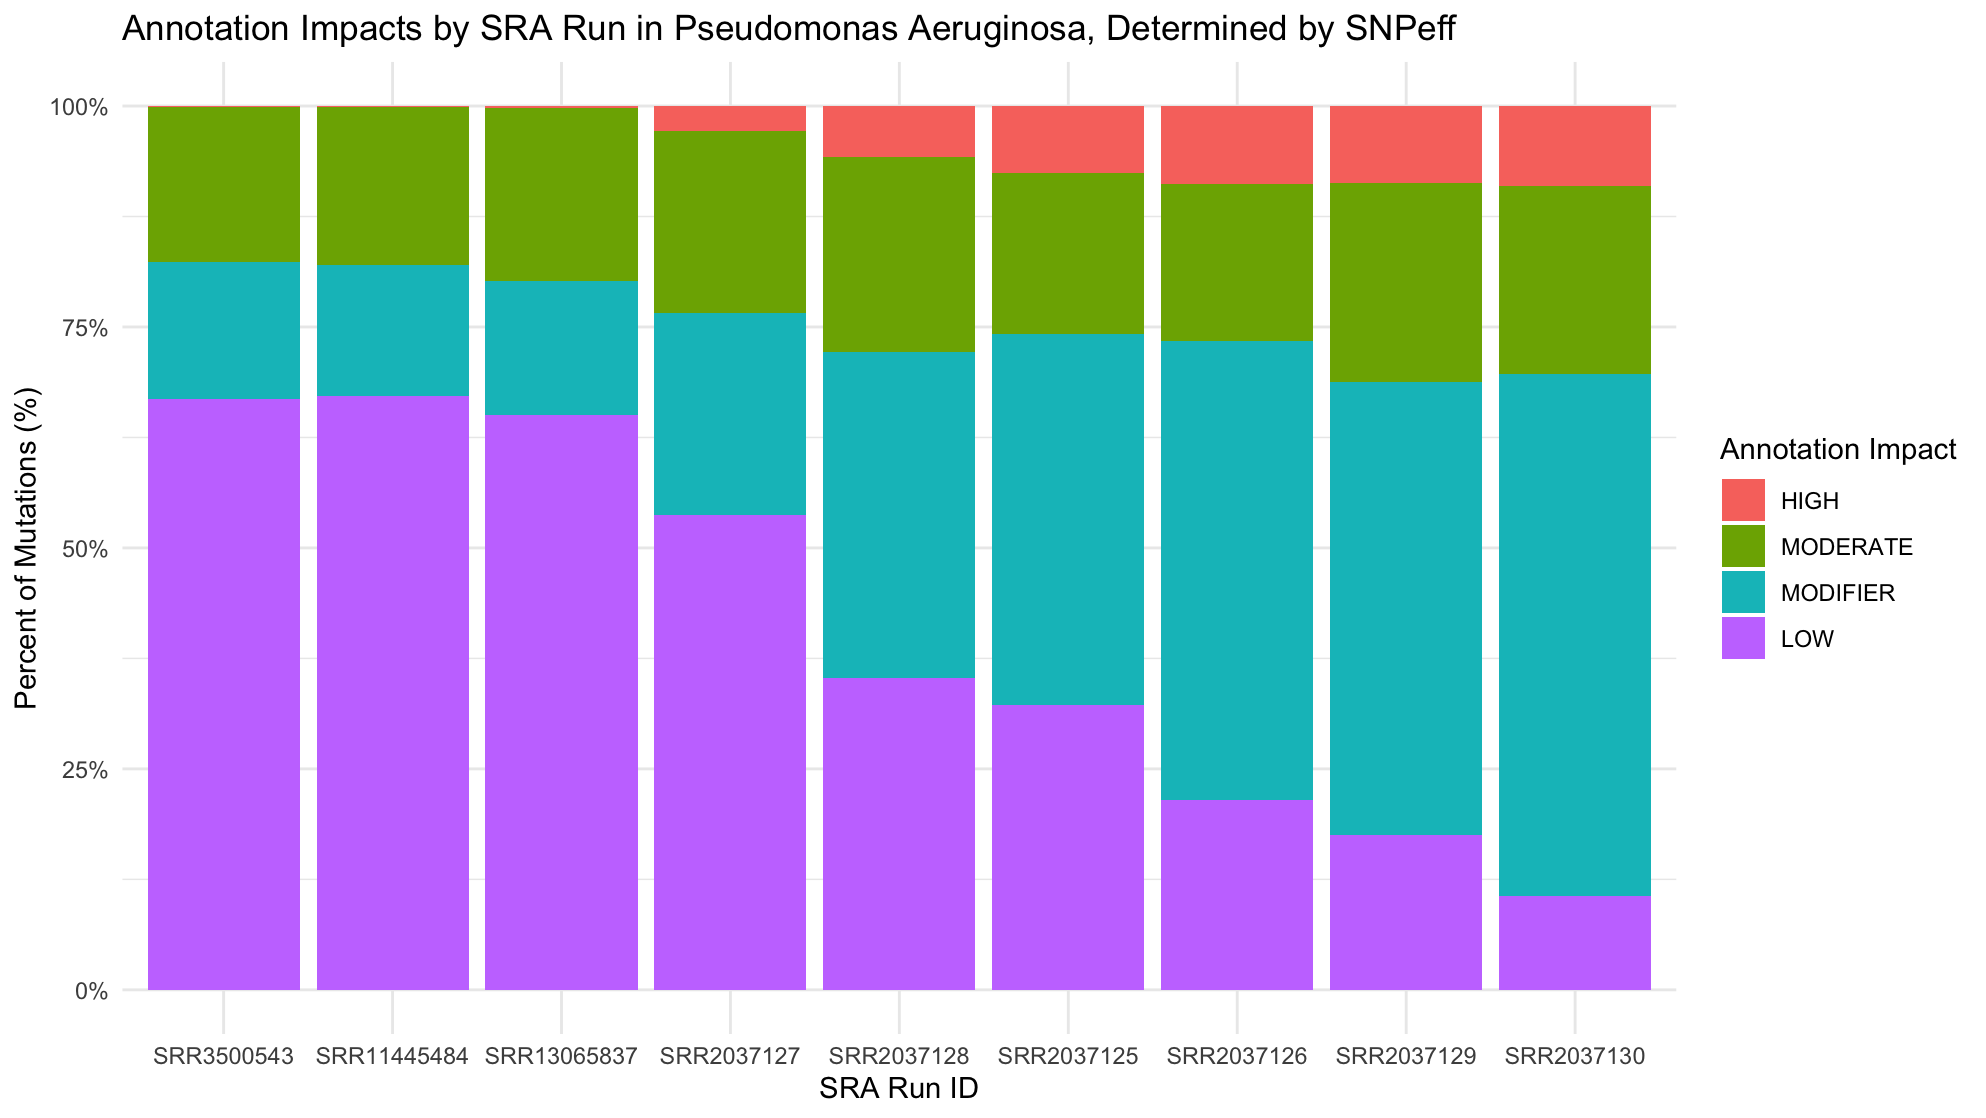 Annotation Impacts by SRA Run in Pseudomonas Aeruginosa, Determined by SNPeff
100%
75%
50%
25%
0%
Percent of Mutations (%)
SRR3500543 SRR11445484 SRR13065837 SRR2037127 SRR2037128 SRR2037125 SRR2037126 SRR2037129 SRR2037130
SRA Run ID
Annotation Impact
HIGH
MODERATE
MODIFIER
LOW